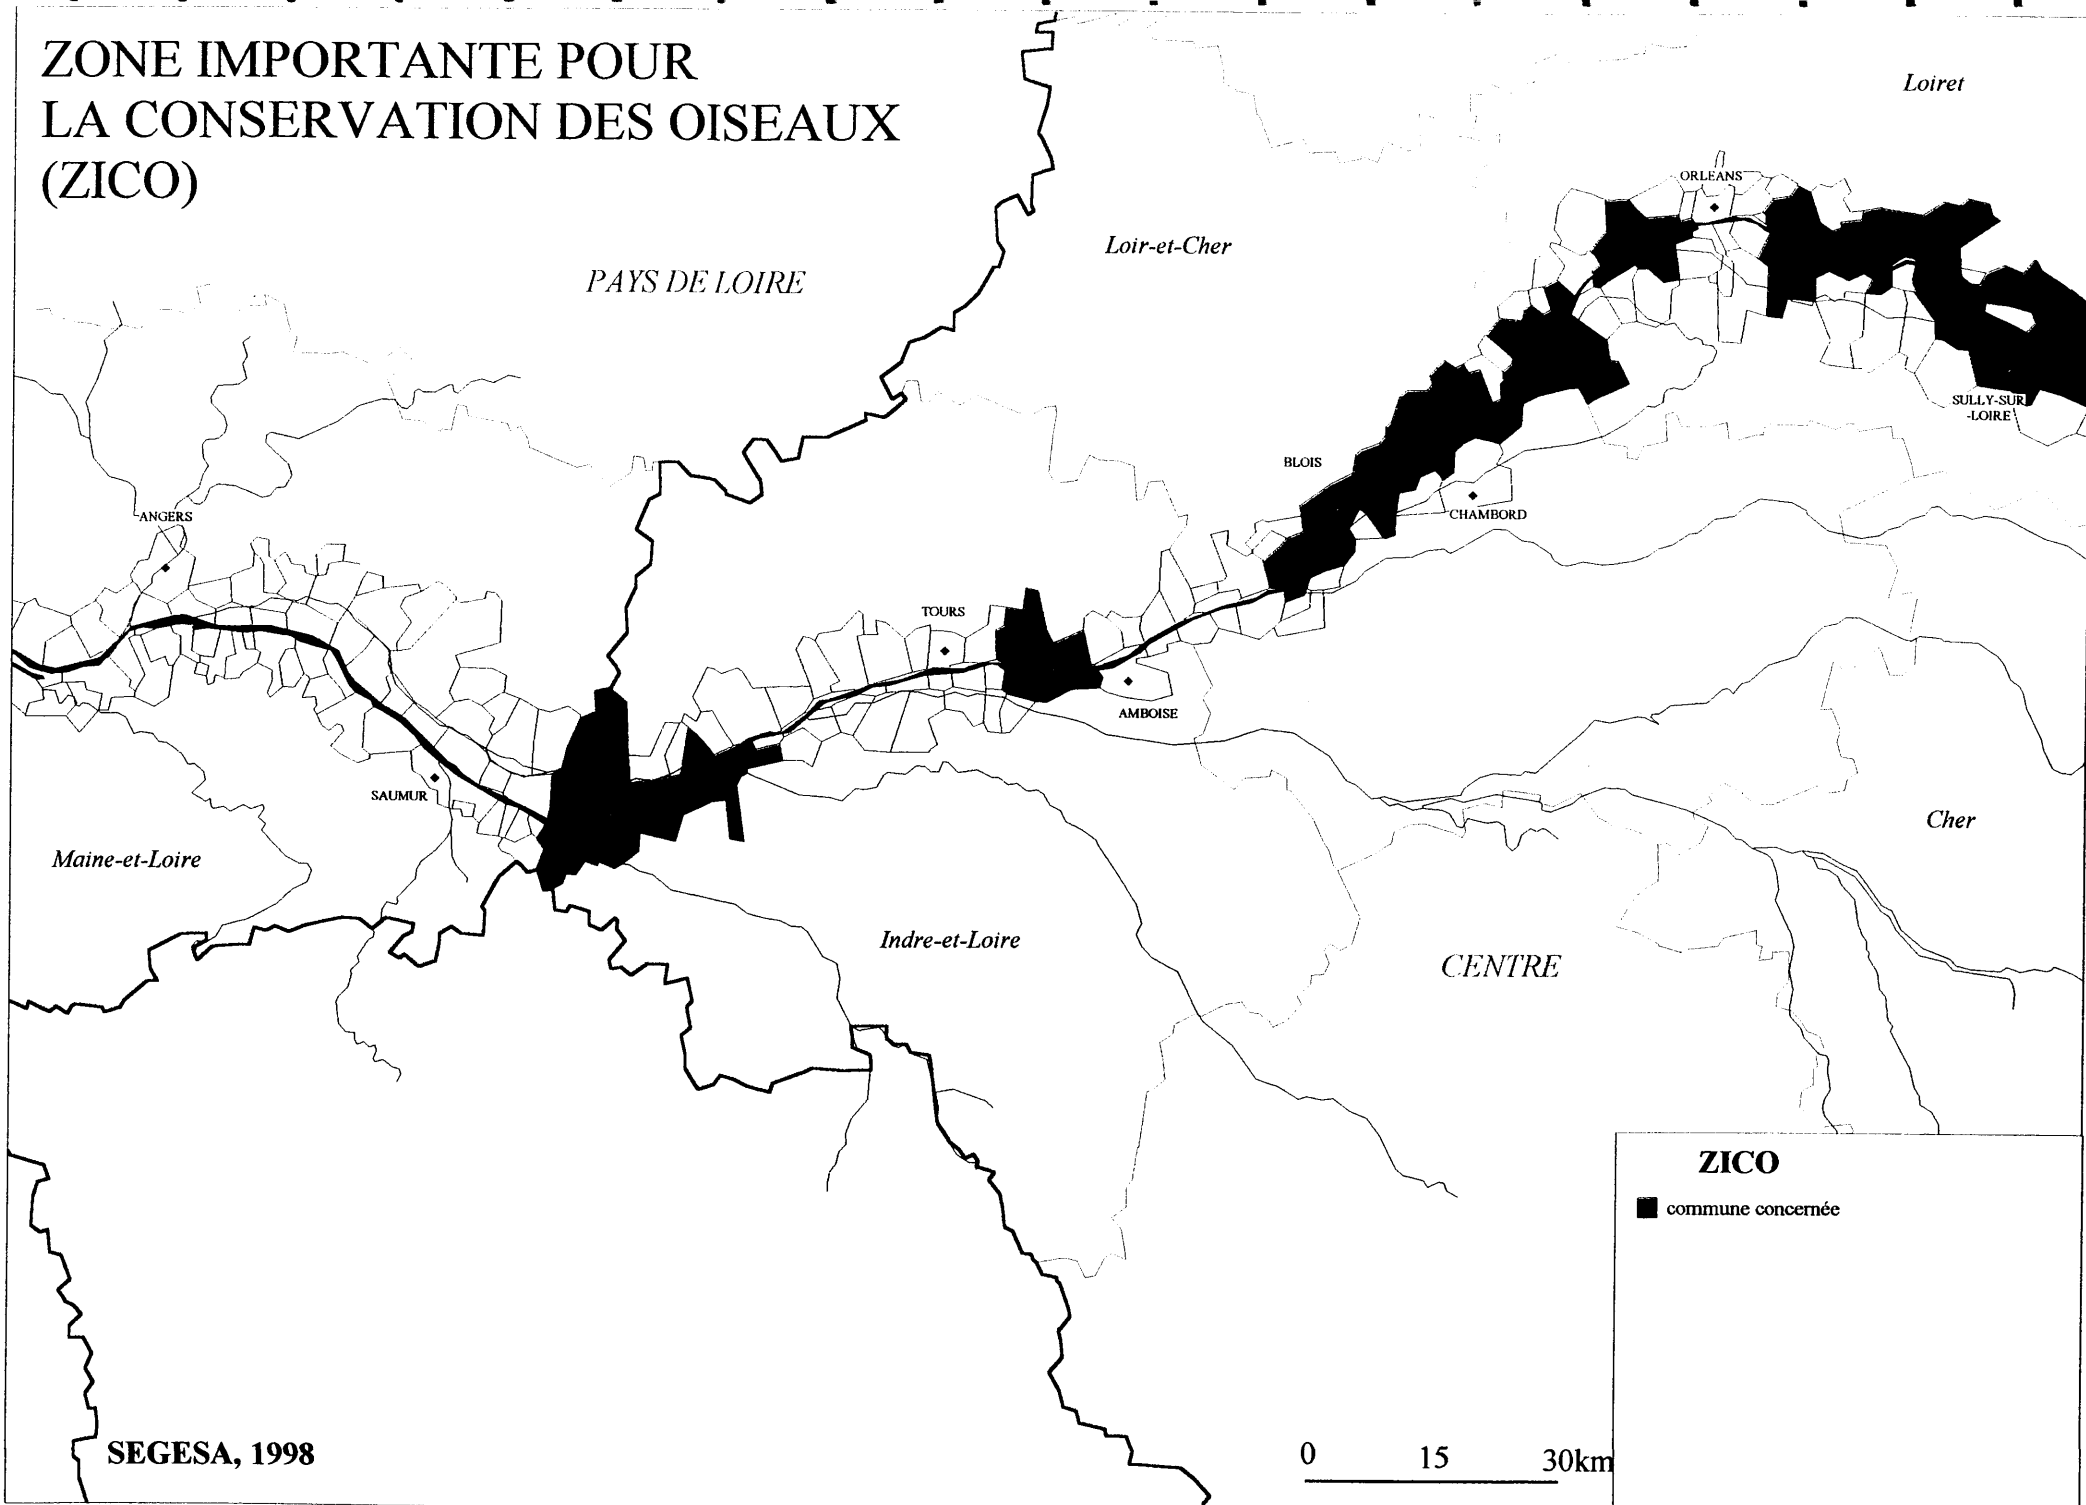 ZONE IMPORTANTE POUR
LA CONSERVATION DES OISEAUX
(ZICO)
Loiret
ORLEANS
Loir-et-Cher
PAYS DE LOIRE
SULLY-SUR
-LOIRE
BLOIS
CHAMBORD
ANGERS
TOURS
AMBOISE
SAUMUR
Cher
Maine-et-Loire
Indre-et-Loire
CENTRE
ZICO
commune concernée
SEGESA, 1998
0 15 30km